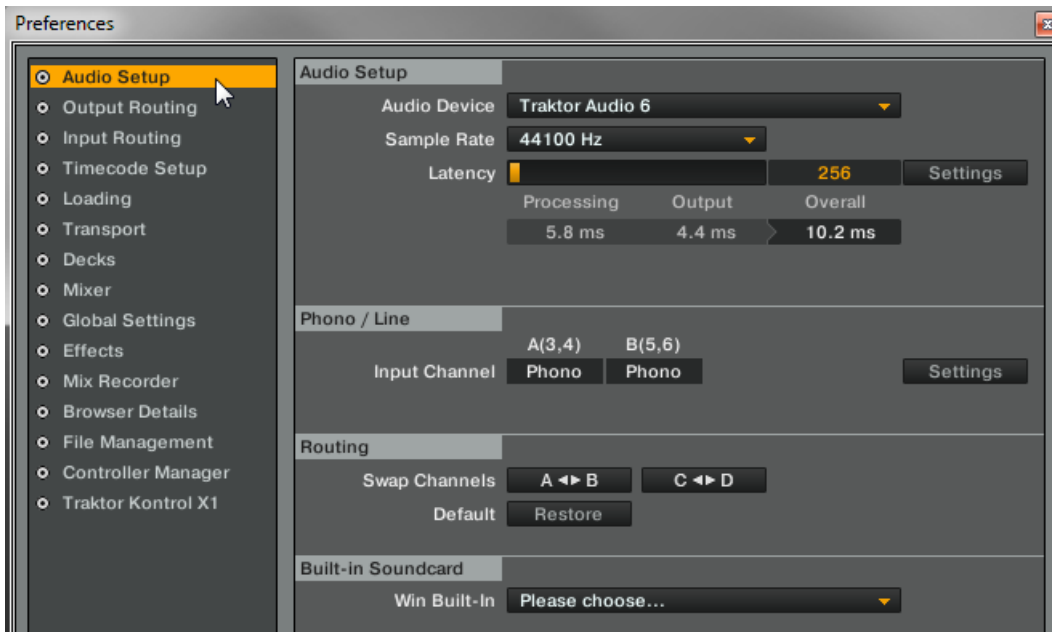 Preferences
Audio Setup
Output Routing
Input Routing
Timecode Setup
Loading
Transport
Decks
Mixer
Global Settings
Effects
Mix Recorder
Browser Details
File Management
Controller Manager
Traktor Kontrol X1
Audio Setup
Audio Device Traktor Audio 6
Sample Rate 44100 Hz
Latency 256 Settings
Processing Output Overall
5.8 ms 4.4 ms 10.2 ms
Phono / Line
A(3,4) B(5,6)
Input Channel Phono Phono Settings
Routing
Swap Channels A ◂▸ B C ◂▸ D
Default Restore
Built-in Soundcard
Win Built-In Please choose...